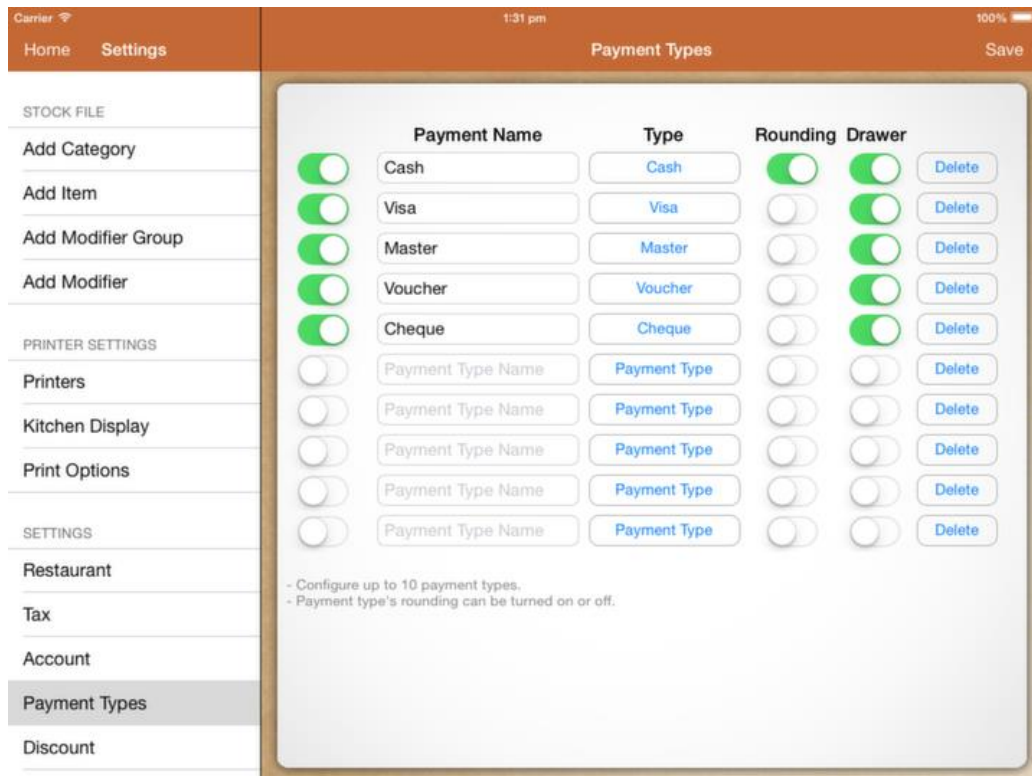 Carrier 1:31 pm 100%
Home Settings Payment Types Save
STOCK FILE
Add Category
Add Item
Add Modifier Group
Add Modifier
PRINTER SETTINGS
Printers
Kitchen Display
Print Options
SETTINGS
Restaurant
Tax
Account
Payment Types
Discount
Payment Name Type Rounding Drawer
Cash Cash Delete
Visa Visa Delete
Master Master Delete
Voucher Voucher Delete
Cheque Cheque Delete
Payment Type Name Payment Type Delete
Payment Type Name Payment Type Delete
Payment Type Name Payment Type Delete
Payment Type Name Payment Type Delete
Payment Type Name Payment Type Delete
- Configure up to 10 payment types.
- Payment type's rounding can be turned on or off.